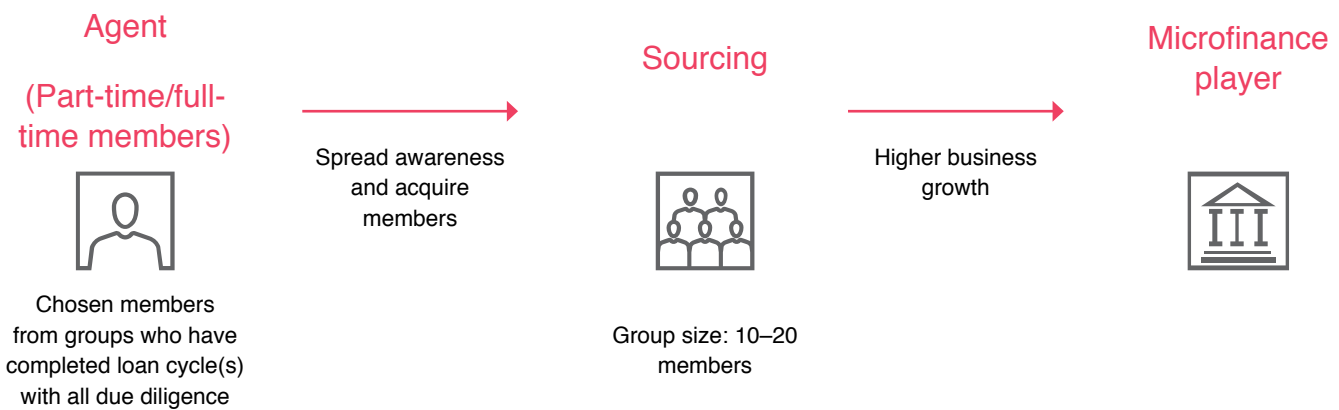 Agent
(Part-time/full-
time members)
Chosen members
from groups who have
completed loan cycle(s)
with all due diligence
Spread awareness
and acquire
members
Sourcing
Group size: 10–20
members
Higher business
growth
Microfinance
player